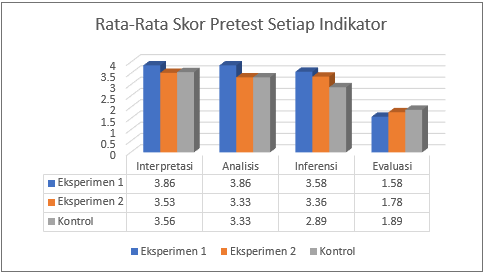 Rata-Rata Skor Pretest Setiap Indikator
4
3.5
3
2.5
2
1.5
1
0.5
0
Interpretasi Analisis Inferensi Evaluasi
Eksperimen 1 3.86 3.86 3.58 1.58
Eksperimen 2 3.53 3.33 3.36 1.78
Kontrol 3.56 3.33 2.89 1.89
Eksperimen 1 Eksperimen 2 Kontrol